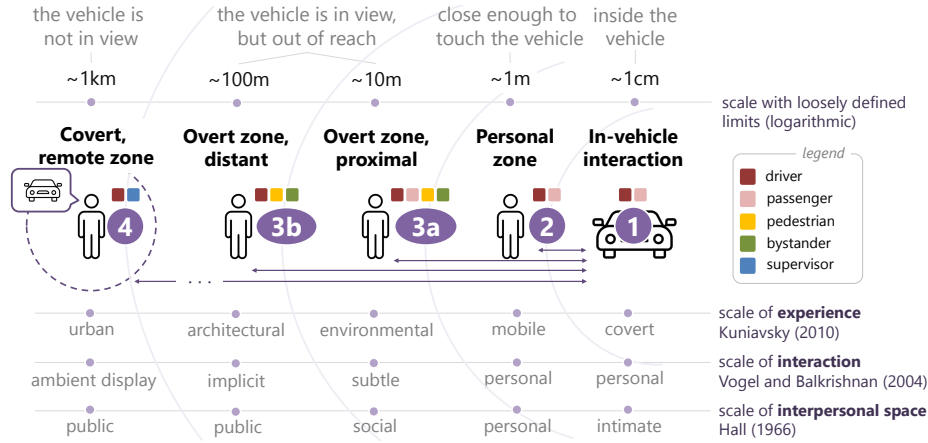 the vehicle is
not in view
the vehicle is in view,
but out of reach
close enough to
touch the vehicle
inside the
vehicle
~1km
~100m
~10m
~1m
~1cm
scale with loosely defined
limits (logarithmic)
Covert,
remote zone
Overt zone,
distant
Overt zone,
proximal
Personal
zone
In-vehicle
interaction
legend
driver
passenger
pedestrian
bystander
supervisor
4
3b
3a
2
1
...
urban
architectural
environmental
mobile
covert
scale of experience
Kuniavsky (2010)
ambient display
implicit
subtle
personal
personal
scale of interaction
Vogel and Balkrishnan (2004)
public
public
social
personal
intimate
scale of interpersonal space
Hall (1966)